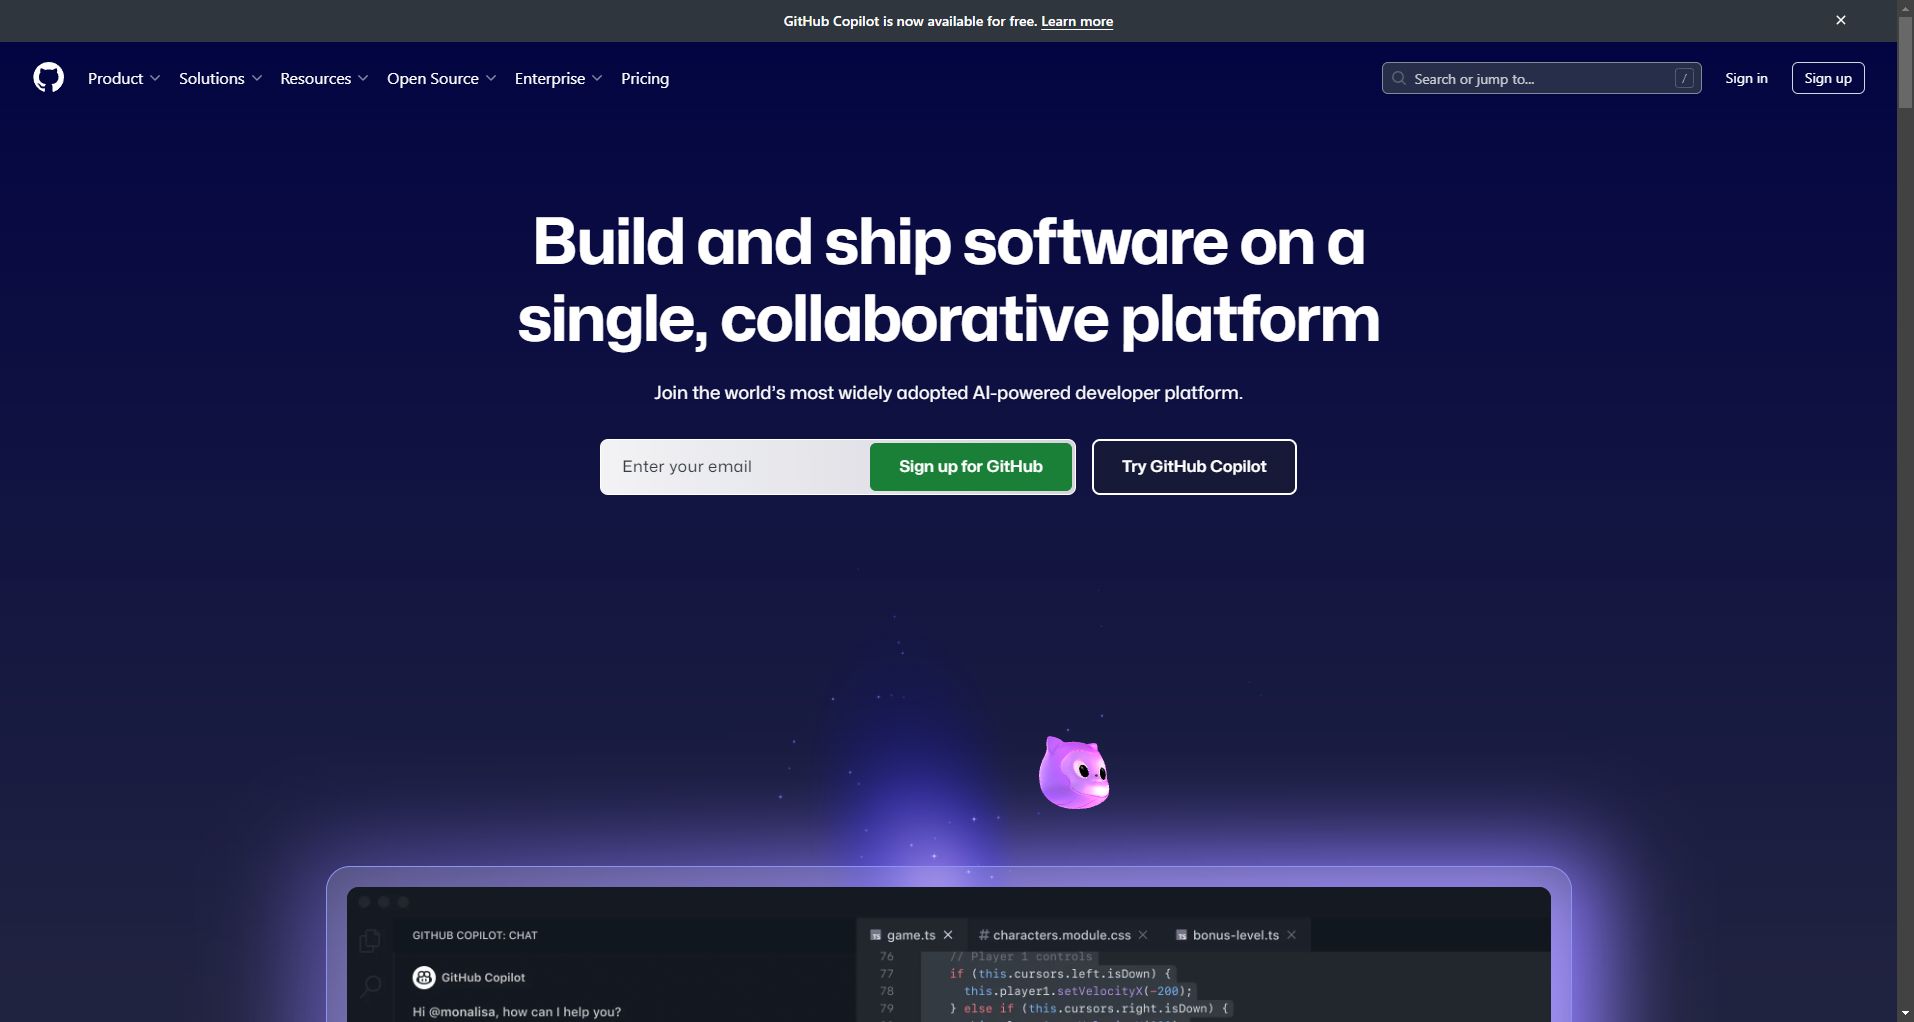 GitHub Copilot is now available for free. Learn more
Product Solutions Resources Open Source Enterprise Pricing Search or jump to... / Sign in Sign up
Build and ship software on a
single, collaborative platform
Join the world's most widely adopted AI-powered developer platform.
Enter your email Sign up for GitHub Try GitHub Copilot
GITHUB COPILOT: CHAT
GitHub Copilot
Hi @monalisa, how can I help you?
TS game.ts # characters.module.css TS bonus-level.ts
76 // Player 1 controls
77 if (this.cursors.left.isDown) {
78 this.player1.setVelocityX(-200);
79 } else if (this.cursors.right.isDown) {